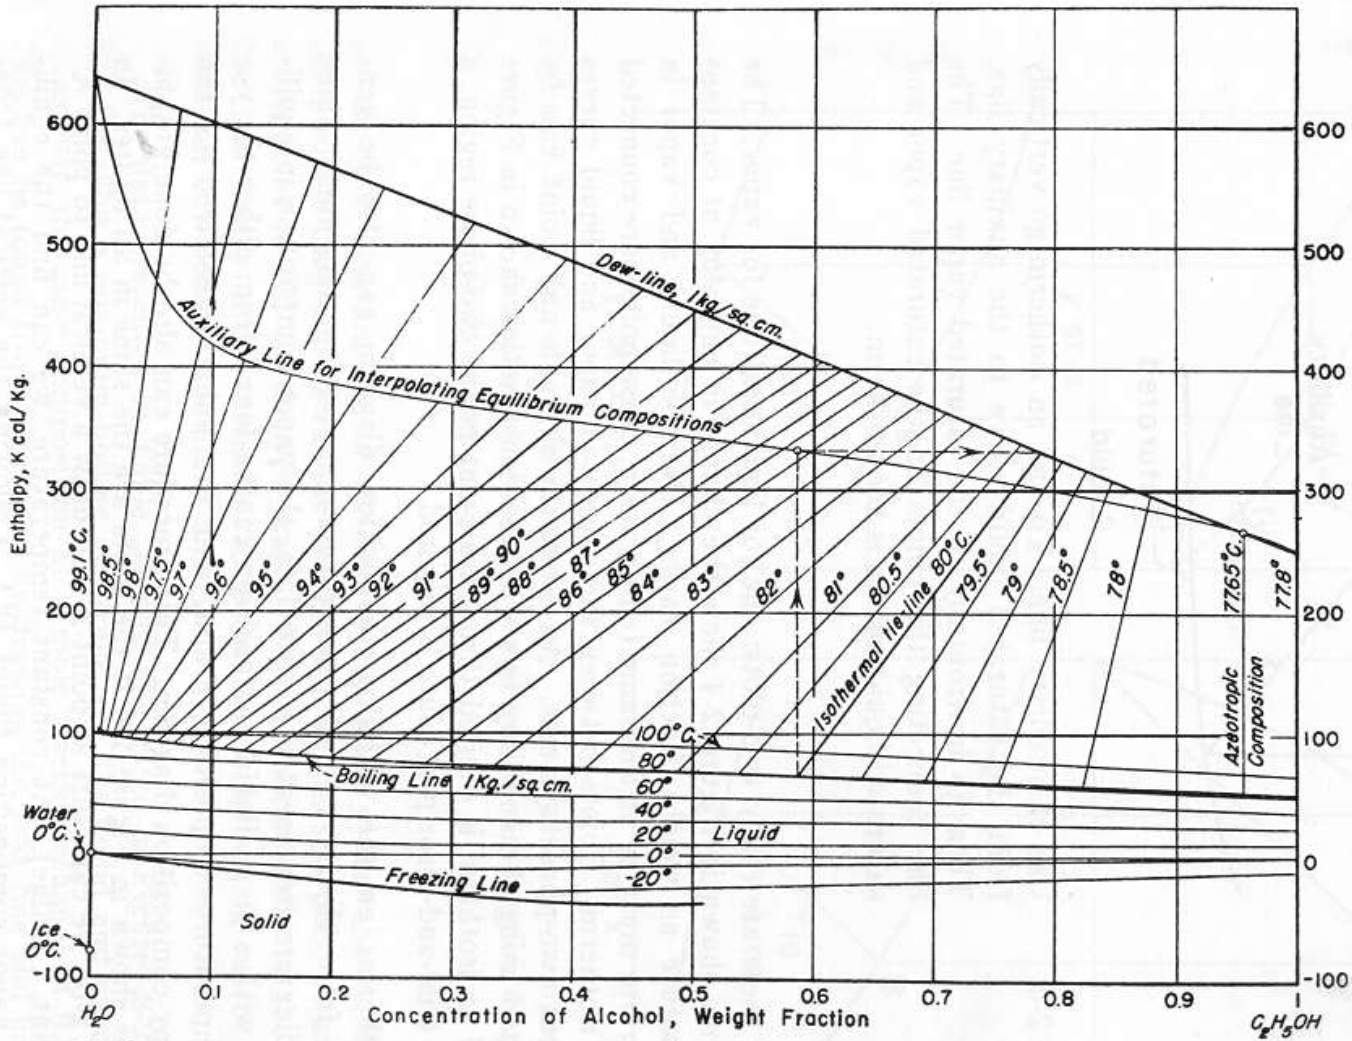 600
500
400
300
200
100
0
-100
Enthalpy, K cal/Kg.
600
500
400
300
200
100
0
-100
Dew-line, 1 kg/sq. cm.
Auxiliary Line for Interpolating Equilibrium Compositions
99.1°C.
98.5°
98°
97.5°
97°
96°
95°
94°
93°
92°
91°
90°
89°
88°
87°
86°
85°
84°
83°
82°
81°
80.5°
Isothermal tie-line 80°C.
79.5°
79°
78.5°
78°
77.65°C.
77.8°
Azeotropic
Composition
100°C.
80°
Boiling Line 1Kg./sq.cm.
60°
40°
20°
Liquid
0°
-20°
Freezing Line
Solid
Water
0°C.
Ice
0°C.
0 0.1 0.2 0.3 0.4 0.5 0.6 0.7 0.8 0.9 1
H₂O
Concentration of Alcohol, Weight Fraction
C₂H₅OH